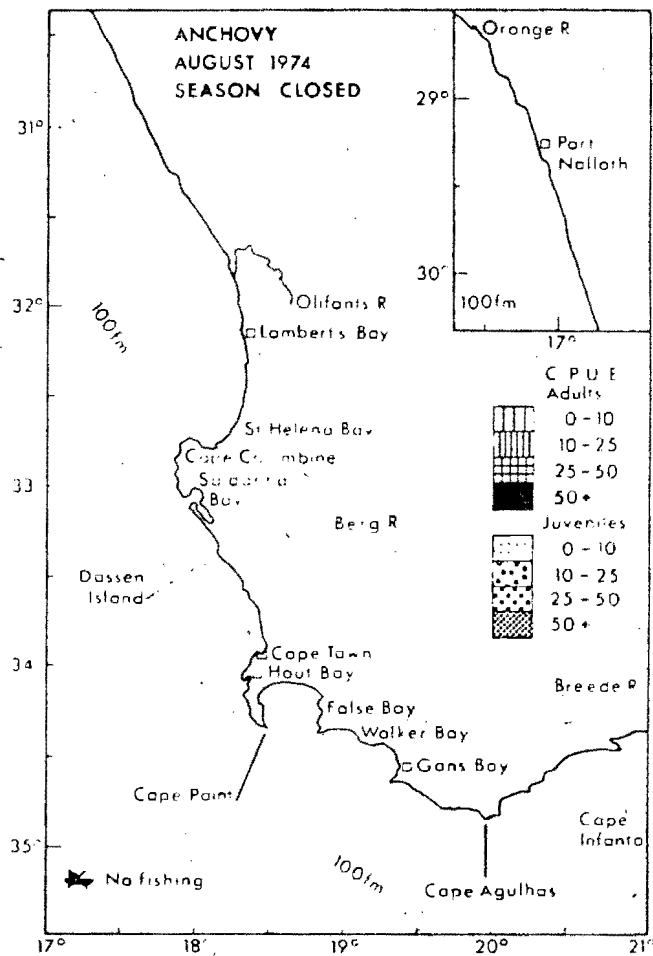 ANCHOVY
AUGUST 1974
SEASON CLOSED
Orange R
29°
Port
Nolloth
30°
100fm
17°
31°
32°
100fm
Olifants R
Lamberts Bay
St Helena Bay
Cape Columbine
Saldanha
Bay
33
Berg R
Dassen
Island
C P U E
Adults
0-10
10-25
25-50
50+
Juveniles
0-10
10-25
25-50
50+
34
Cape Town
Hout Bay
False Bay
Walker Bay
Breede R
Gans Bay
Cape Point
Cape
Infanta
35°
No fishing
100fm
Cape Agulhas
17°
18°
19°
20°
21°